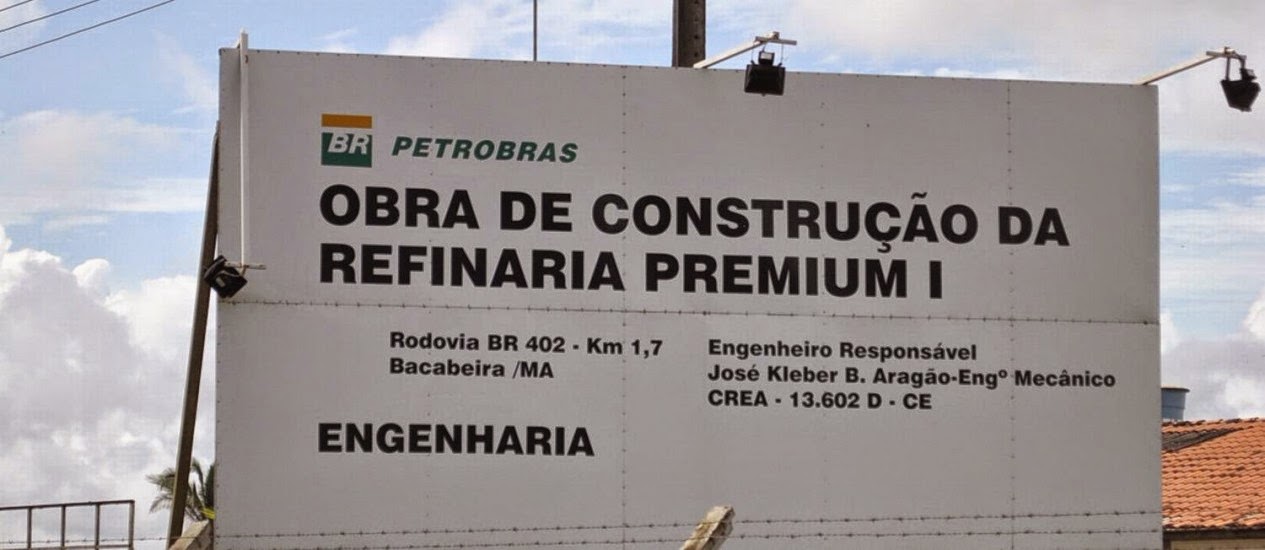 BR PETROBRAS
OBRA DE CONSTRUÇÃO DA
REFINARIA PREMIUM I
Rodovia BR 402 - Km 1,7
Bacabeira /MA
Engenheiro Responsável
José Kleber B. Aragão-Engº Mecânico
CREA - 13.602 D - CE
ENGENHARIA